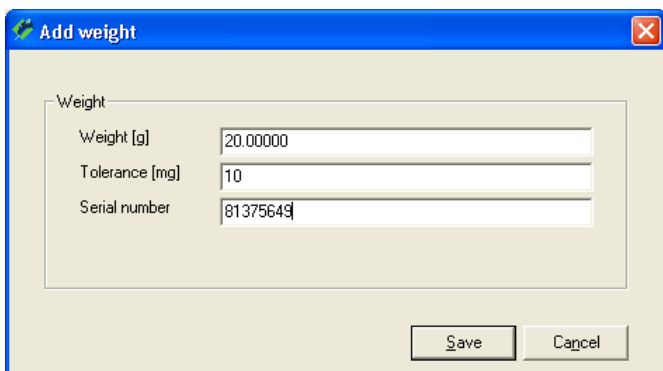 Add weight
Weight
Weight [g]
20.00000
Tolerance [mg]
10
Serial number
81375649
Save
Cancel